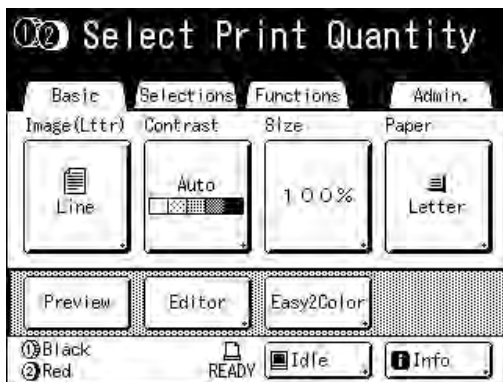 ①② Select Print Quantity
Basic Selections Functions Admin.
Image(Lttr) Contrast Size Paper
Line Auto 100% Letter
Preview Editor Easy2Color
①Black
②Red READY Idle Info